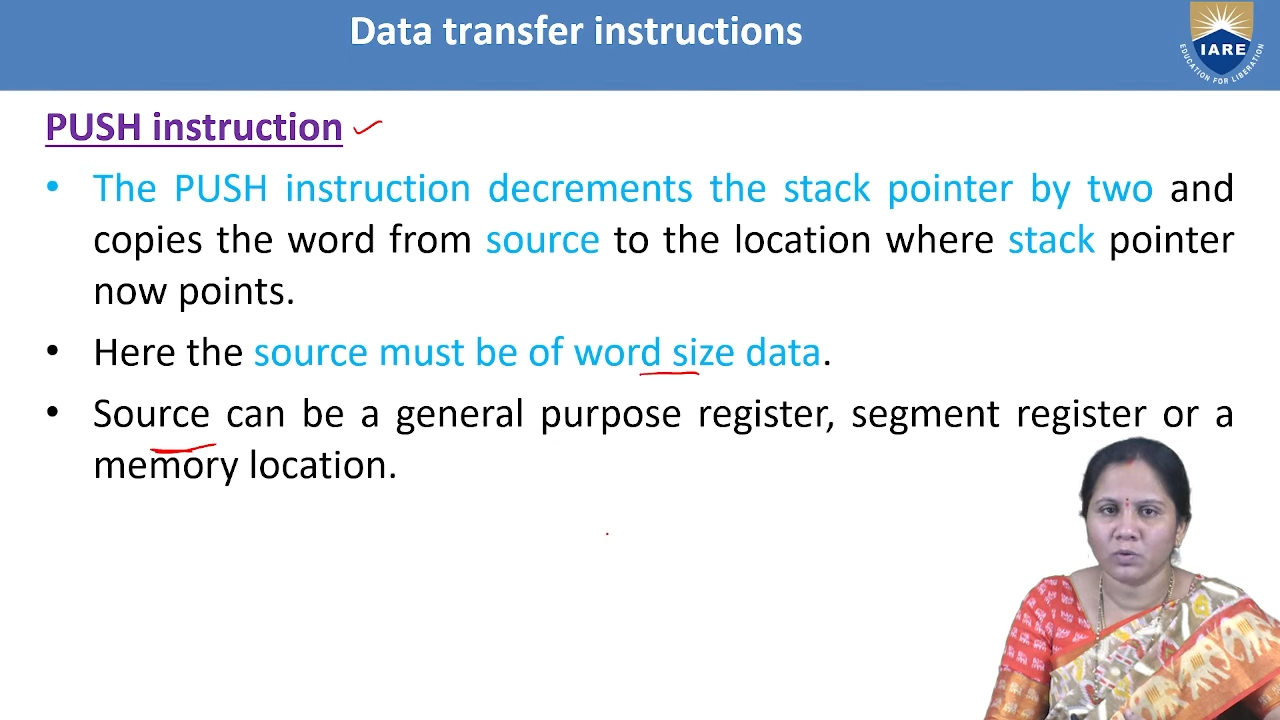 Data transfer instructions
IARE
EDUCATION FOR LIBERATION
PUSH instruction
• The PUSH instruction decrements the stack pointer by two and
copies the word from source to the location where stack pointer
now points.
• Here the source must be of word size data.
• Source can be a general purpose register, segment register or a
memory location.